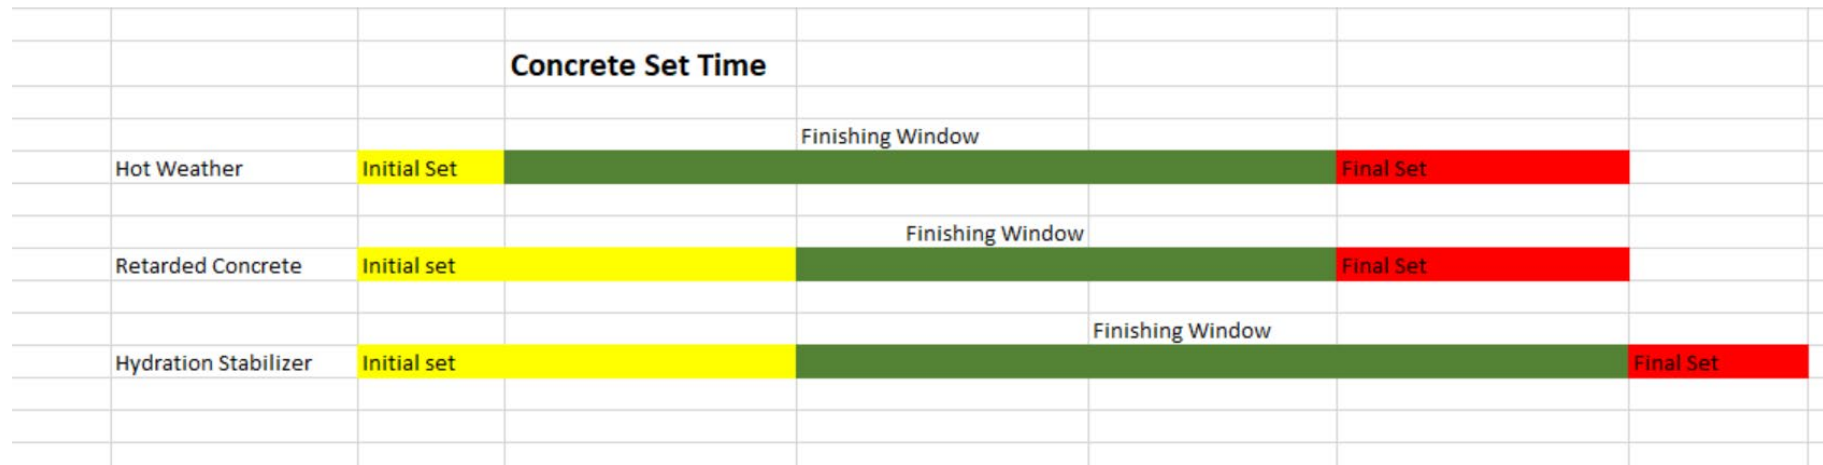 Concrete Set Time
Finishing Window
Hot Weather Initial Set Final Set
Finishing Window
Retarded Concrete Initial set Final Set
Finishing Window
Hydration Stabilizer Initial set Final Set